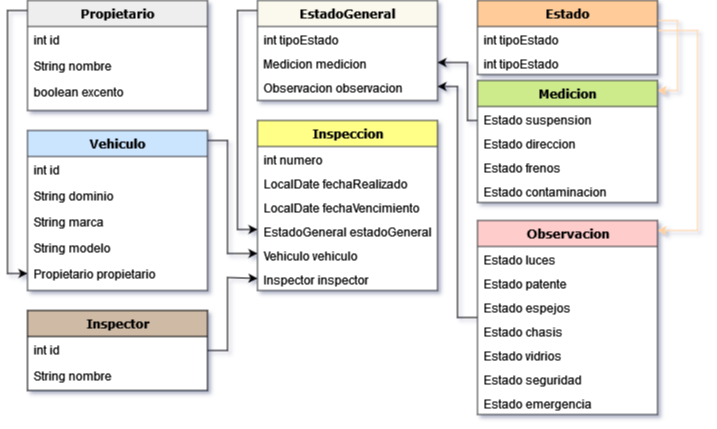 Propietario
int id
String nombre
boolean excento
Vehiculo
int id
String dominio
String marca
String modelo
Propietario propietario
Inspector
int id
String nombre
EstadoGeneral
int tipoEstado
Medicion medicion
Observacion observacion
Inspeccion
int numero
LocalDate fechaRealizado
LocalDate fechaVencimiento
EstadoGeneral estadoGeneral
Vehiculo vehiculo
Inspector inspector
Estado
int tipoEstado
int tipoEstado
Medicion
Estado suspension
Estado direccion
Estado frenos
Estado contaminacion
Observacion
Estado luces
Estado patente
Estado espejos
Estado chasis
Estado vidrios
Estado seguridad
Estado emergencia